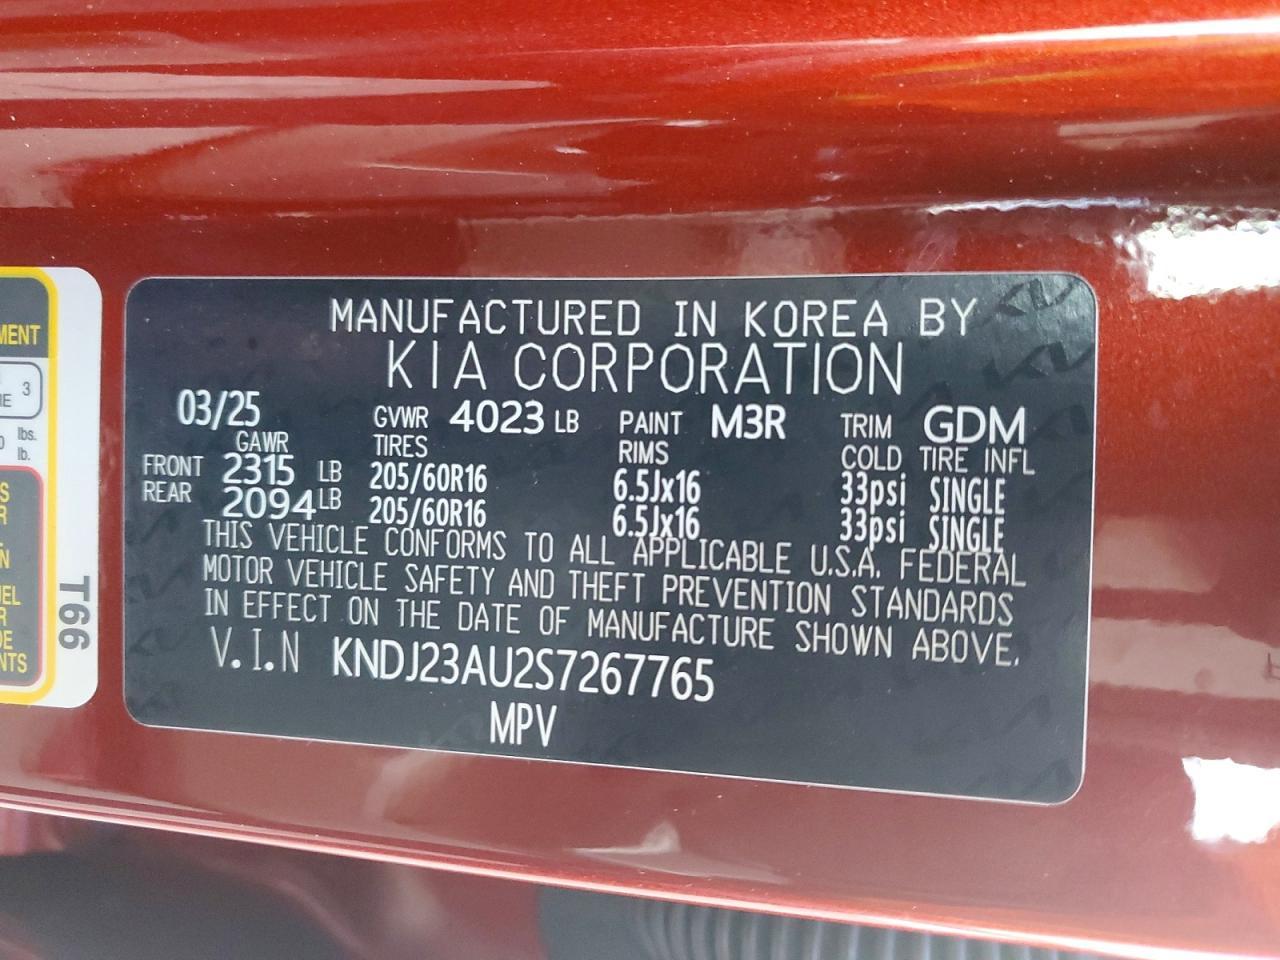 MANUFACTURED IN KOREA BY
KIA CORPORATION
03/25 GVWR 4023 LB PAINT M3R TRIM GDM
GAWR TIRES RIMS COLD TIRE INFL
FRONT 2315 LB 205/60R16 6.5Jx16 33psi SINGLE
REAR 2094 LB 205/60R16 6.5Jx16 33psi SINGLE
THIS VEHICLE CONFORMS TO ALL APPLICABLE U.S.A. FEDERAL
MOTOR VEHICLE SAFETY AND THEFT PREVENTION STANDARDS
IN EFFECT ON THE DATE OF MANUFACTURE SHOWN ABOVE.
V.I.N KNDJ23AU2S7267765
MPV
3
lbs.
lb.
T66